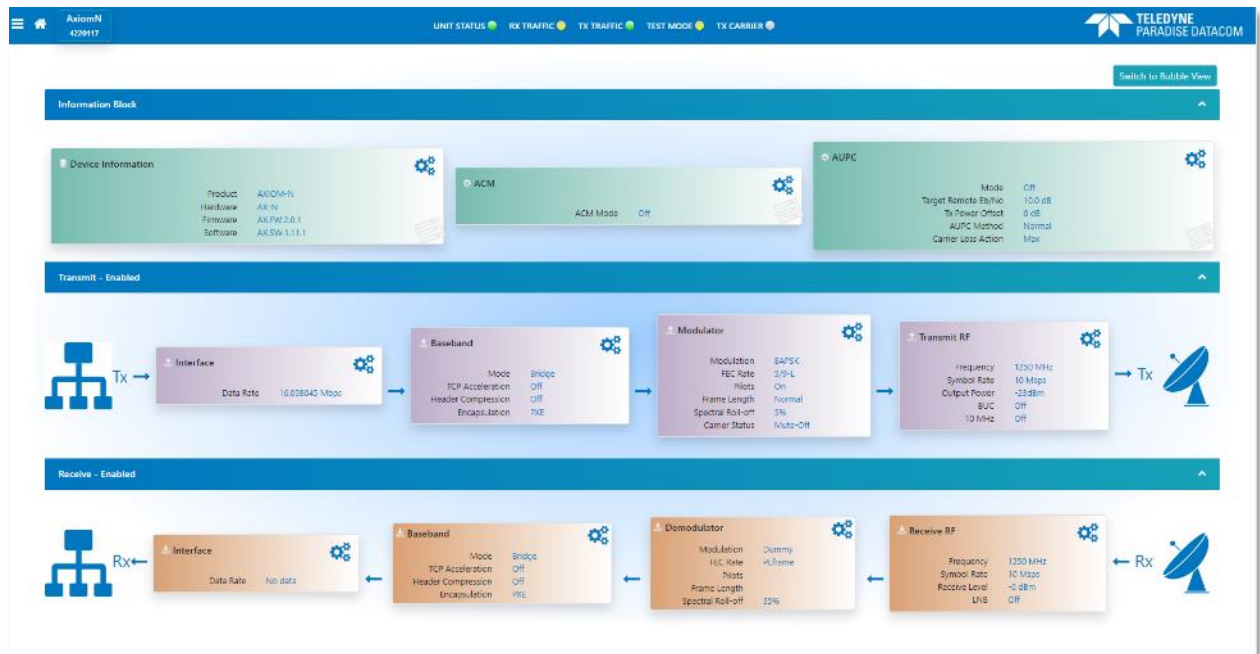 AxiomN
4220117
UNIT STATUS RX TRAFFIC TX TRAFFIC TEST MODE TX CARRIER
TELEDYNE
PARADISE DATACOM
Switch to Bubble View
Information Block
Device Information
Product AXIOM-N
Hardware AX-N
Firmware AX.FW.2.0.1
Software AX.SW.1.11.1
ACM
ACM Mode Off
AUPC
Mode Off
Target Remote Eb/No 10.0 dB
Tx Power Offset 0 dB
AUPC Method Normal
Carrier Loss Action Max
Transmit - Enabled
Tx
Interface
Data Rate 16.098045 Mbps
Baseband
Mode Bridge
TCP Acceleration Off
Header Compression Off
Encapsulation PXE
Modulator
Modulation 8APSK
FEC Rate 5/9-L
Pilots On
Frame Length Normal
Spectral Roll-off 5%
Carrier Status Mute-Off
Transmit RF
Frequency 1250 MHz
Symbol Rate 10 Msps
Output Power -23dBm
BUC Off
10 MHz Off
Tx
Receive - Enabled
Rx
Interface
Data Rate No data
Baseband
Mode Bridge
TCP Acceleration Off
Header Compression Off
Encapsulation PXE
Demodulator
Modulation Dummy
FEC Rate PLframe
Pilots
Frame Length
Spectral Roll-off 35%
Receive RF
Frequency 1250 MHz
Symbol Rate 10 Msps
Receive Level -6 dBm
LNB Off
Rx